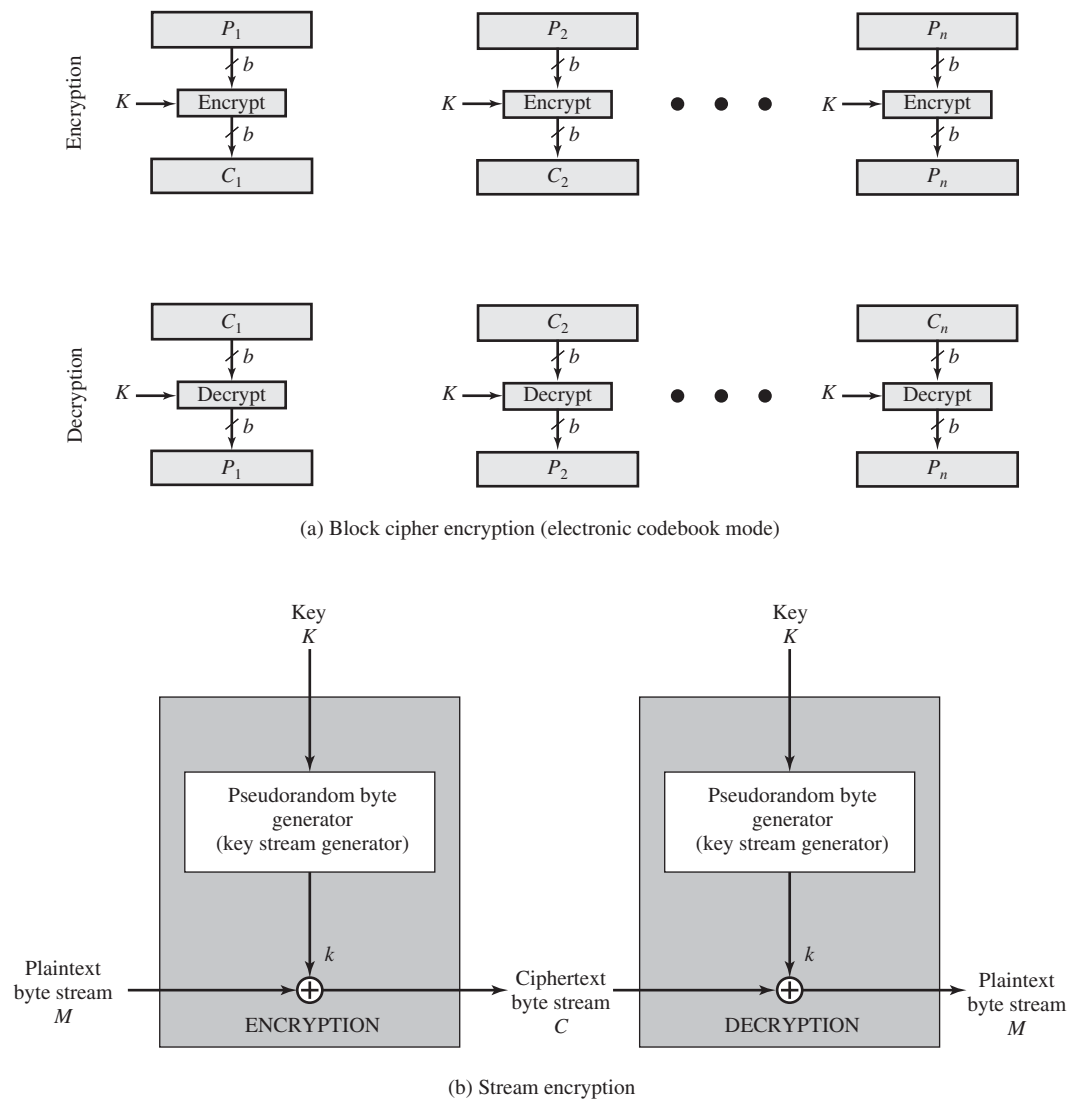 P1 P2 Pn
b b b
Encryption
K Encrypt K Encrypt K Encrypt
b b b
C1 C2 Pn
C1 C2 Cn
b b b
Decryption
K Decrypt K Decrypt K Decrypt
b b b
P1 P2 Pn
(a) Block cipher encryption (electronic codebook mode)
Key
K
Key
K
Pseudorandom byte
generator
(key stream generator)
Pseudorandom byte
generator
(key stream generator)
k
k
Plaintext
byte stream
M
ENCRYPTION
Ciphertext
byte stream
C
DECRYPTION
Plaintext
byte stream
M
(b) Stream encryption